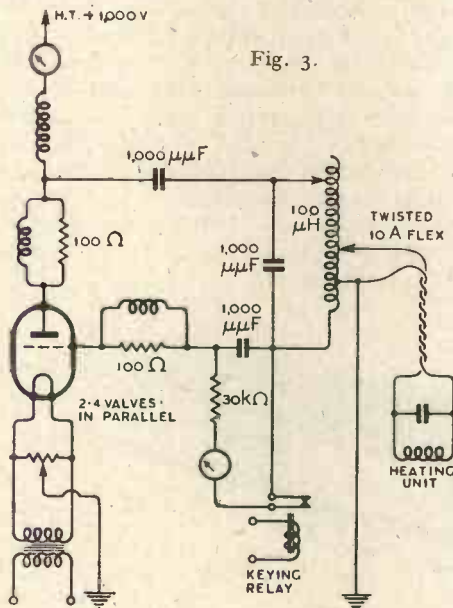 H.T. + 1,000 V
Fig. 3.
1,000 μμF
100 Ω
100
μH
TWISTED
10 A FLEX
1,000
μμF
1,000
μμF
100 Ω
2-4 VALVES
IN PARALLEL
30kΩ
HEATING
UNIT
KEYING
RELAY